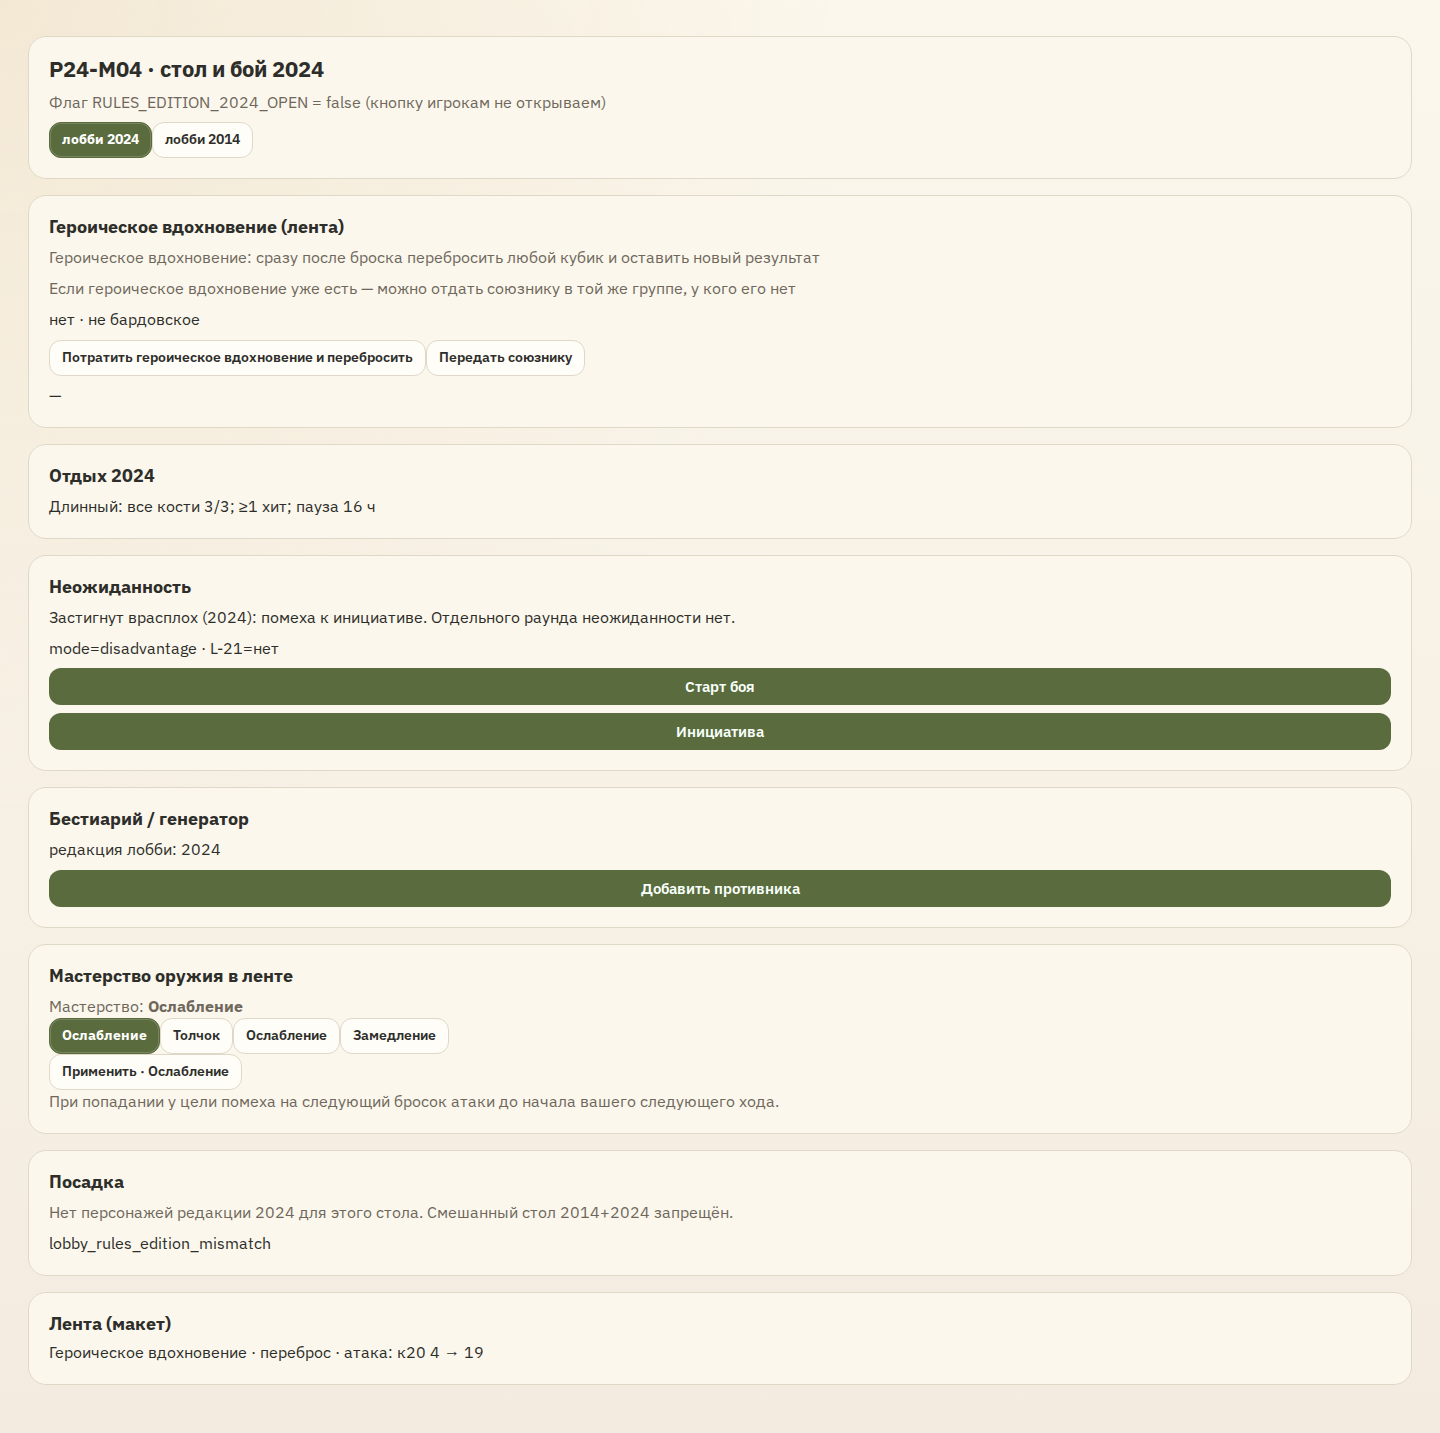 P24-M04 · стол и бой 2024
Флаг RULES_EDITION_2024_OPEN = false (кнопку игрокам не открываем)
лобби 2024 лобби 2014
Героическое вдохновение (лента)
Героическое вдохновение: сразу после броска перебросить любой кубик и оставить новый результат
Если героическое вдохновение уже есть — можно отдать союзнику в той же группе, у кого его нет
нет · не бардовское
Потратить героическое вдохновение и перебросить Передать союзнику
—
Отдых 2024
Длинный: все кости 3/3; ≥1 хит; пауза 16 ч
Неожиданность
Застигнут врасплох (2024): помеха к инициативе. Отдельного раунда неожиданности нет.
mode=disadvantage · L-21=нет
Старт боя
Инициатива
Бестиарий / генератор
редакция лобби: 2024
Добавить противника
Мастерство оружия в ленте
Мастерство: Ослабление
Ослабление Толчок Ослабление Замедление
Применить · Ослабление
При попадании у цели помеха на следующий бросок атаки до начала вашего следующего хода.
Посадка
Нет персонажей редакции 2024 для этого стола. Смешанный стол 2014+2024 запрещён.
lobby_rules_edition_mismatch
Лента (макет)
Героическое вдохновение · переброс · атака: к20 4 → 19